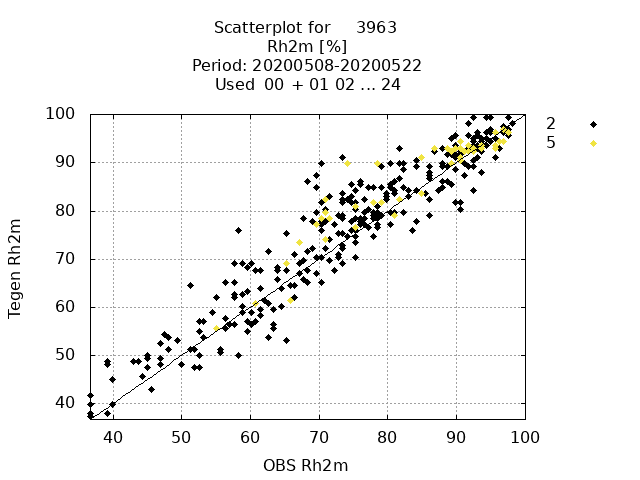 Scatterplot for 3963
Rh2m [%]
Period: 20200508-20200522
Used 00 + 01 02 ... 24
100
90
80
70
60
50
40
40 50 60 70 80 90 100
Tegen Rh2m
OBS Rh2m
2
5